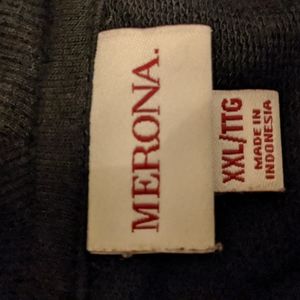 MERONA.
XXL/TTG
MADE IN
INDONESIA